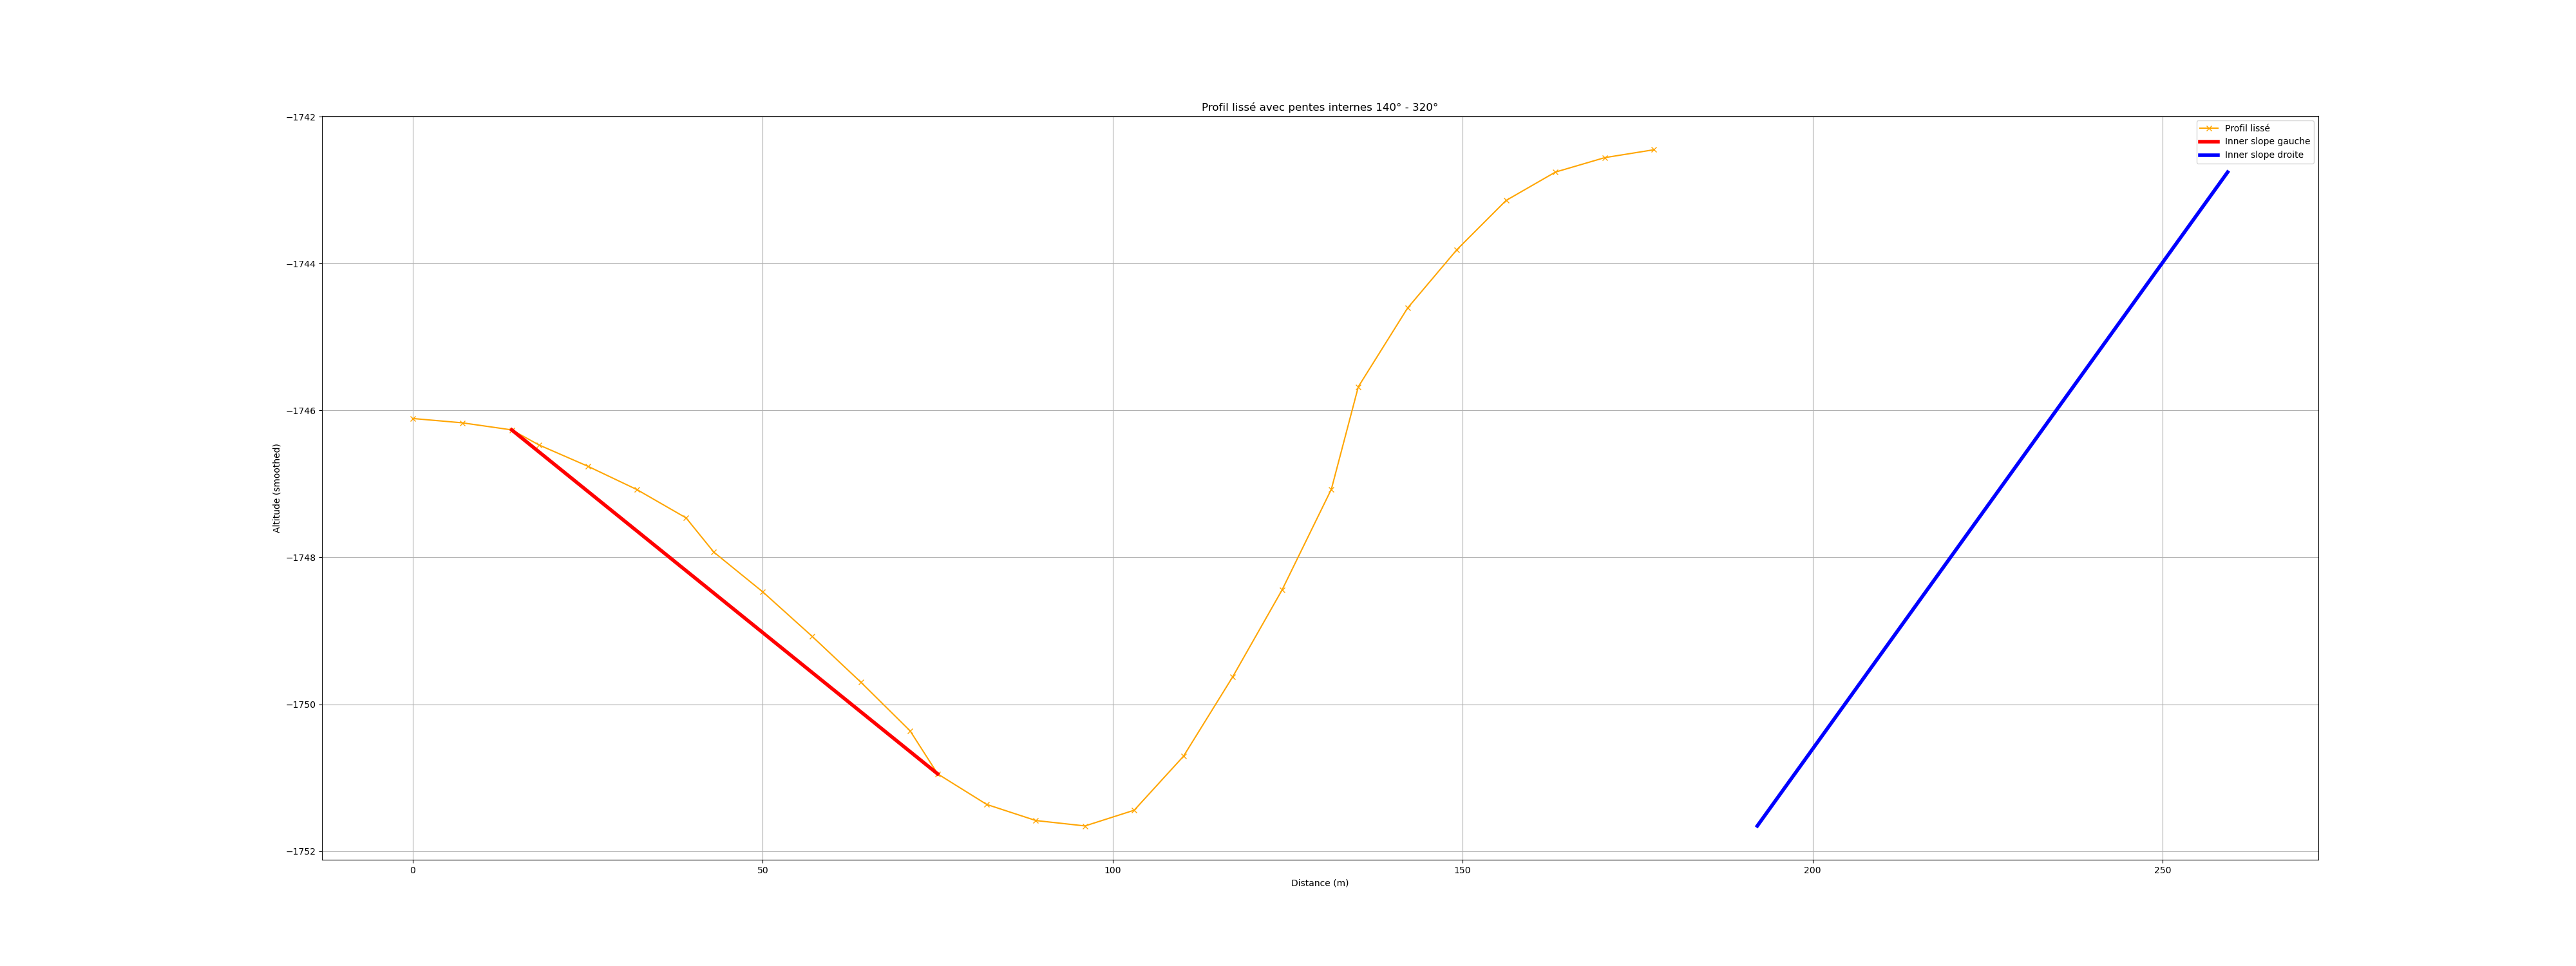 Profil lissé avec pentes internes 140° - 320°
Profil lissé
Inner slope gauche
Inner slope droite
Altitude (smoothed)
−1742
−1744
−1746
−1748
−1750
−1752
0
50
100
150
200
250
Distance (m)